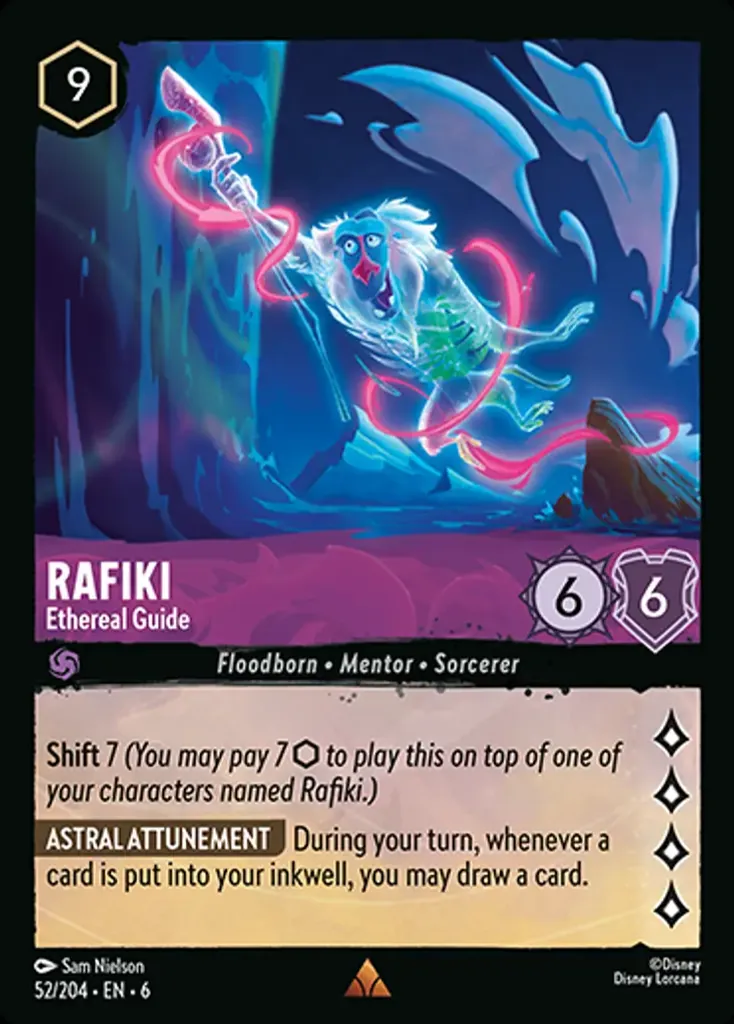 9
RAFIKI
Ethereal Guide
6
6
Floodborn • Mentor • Sorcerer
Shift 7 (You may pay 7 ⬡ to play this on top of one of
your characters named Rafiki.)
ASTRAL ATTUNEMENT During your turn, whenever a
card is put into your inkwell, you may draw a card.
Sam Nielson
52/204 • EN • 6
©Disney
Disney Lorcana